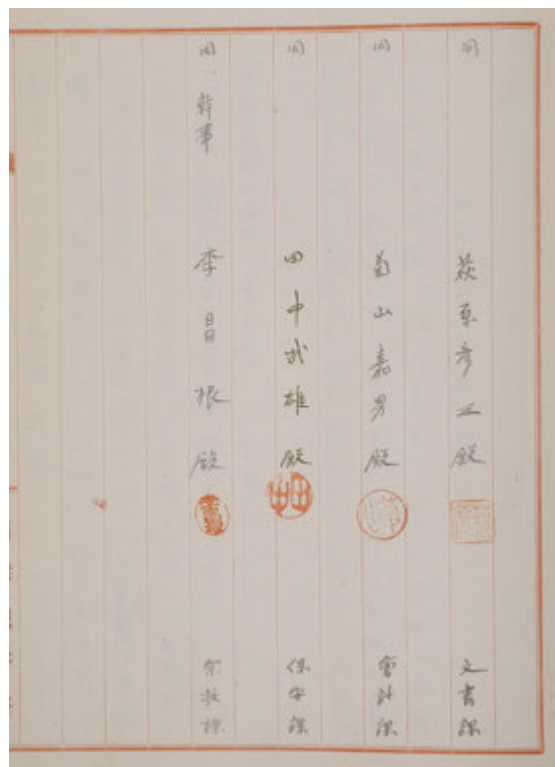 同 萩原彦三殿 文書課
同 菊山嘉男殿 會計課
同 田中武雄殿 保安課
同 幹事 李昌根殿 宗教課